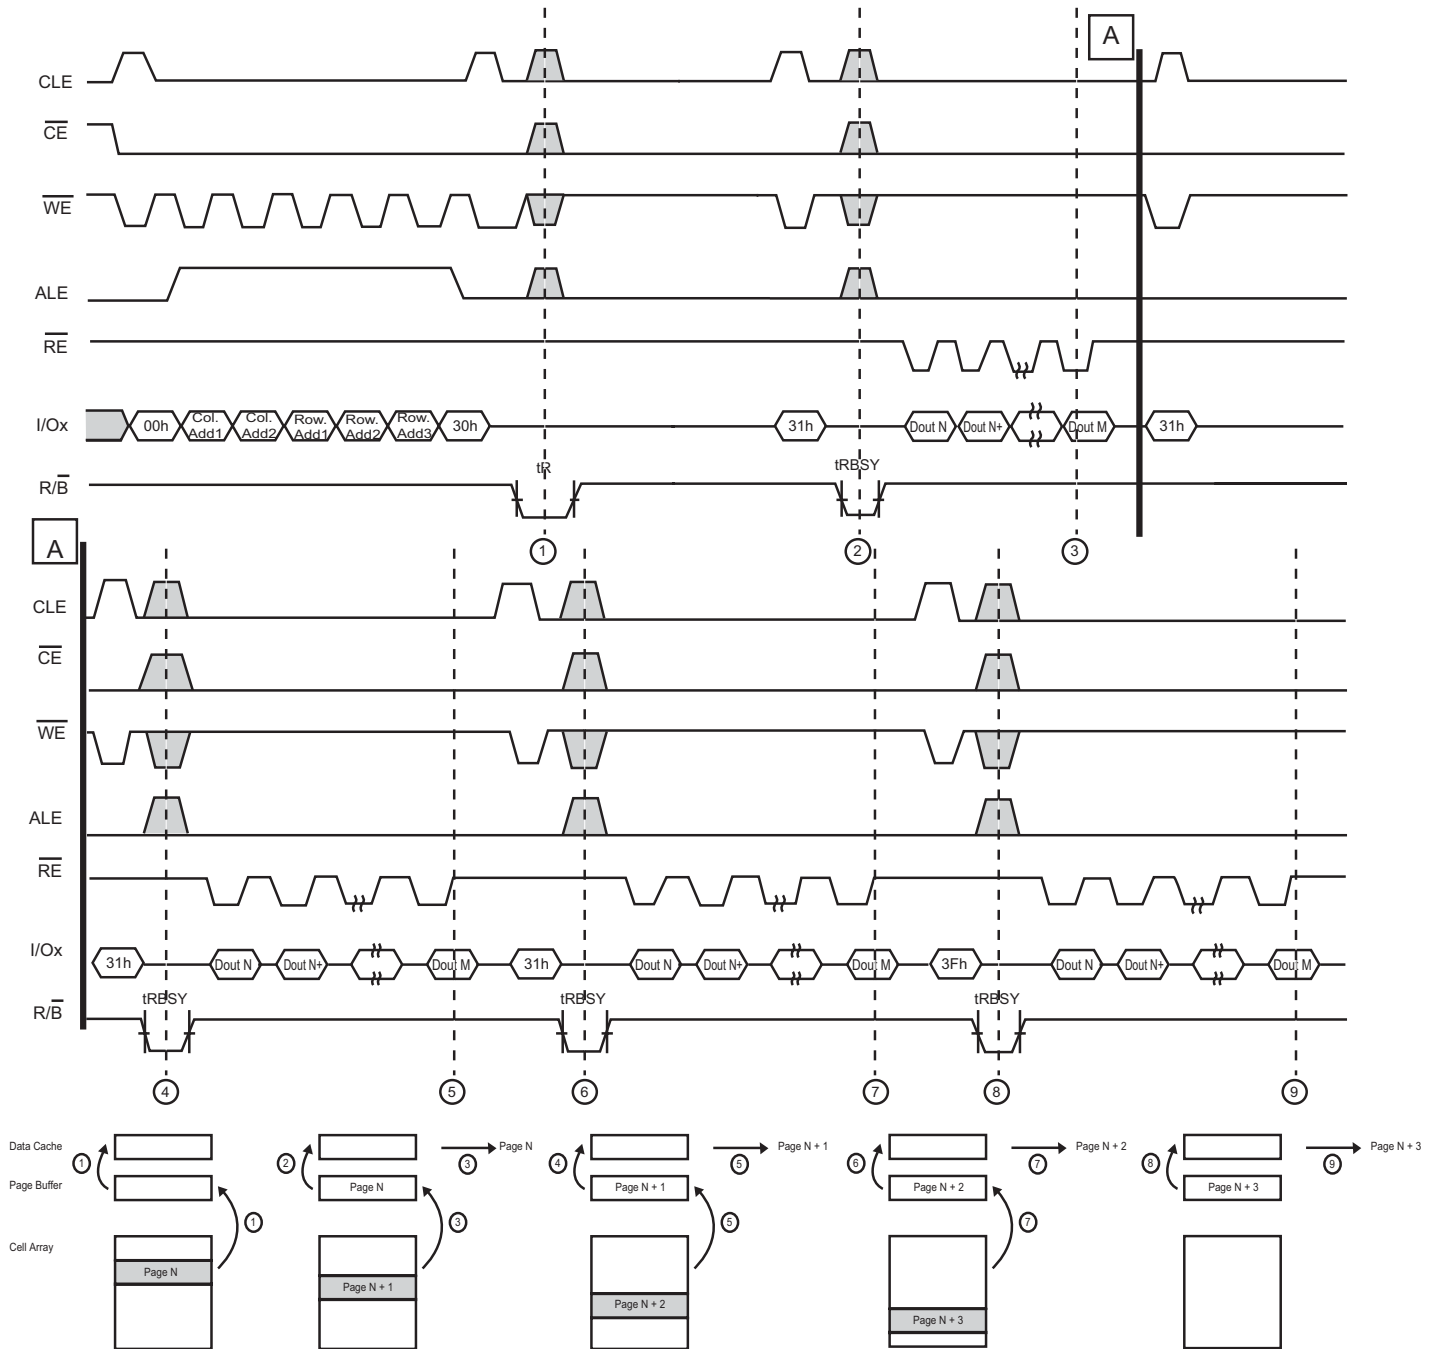 A
CLE
CE
WE
ALE
RE
I/Ox 00h Col. Add1 Col. Add2 Row. Add1 Row. Add2 Row. Add3 30h 31h Dout N Dout N+ Dout M 31h
tR tRBSY
R/B
1 2 3
A
CLE
CE
WE
ALE
RE
I/Ox 31h Dout N Dout N+ Dout M 31h Dout N Dout N+ Dout M 3Fh Dout N Dout N+ Dout M
tRBSY tRBSY tRBSY
R/B
4 5 6 7 8 9
Data Cache 1 2 3 Page N 4 5 Page N + 1 6 7 Page N + 2 8 9 Page N + 3
Page Buffer Page N Page N + 1 Page N + 2 Page N + 3
1 3 5 7
Cell Array
Page N Page N + 1 Page N + 2 Page N + 3